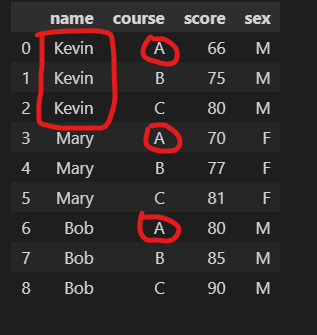 name course score sex
0 Kevin A 66 M
1 Kevin B 75 M
2 Kevin C 80 M
3 Mary A 70 F
4 Mary B 77 F
5 Mary C 81 F
6 Bob A 80 M
7 Bob B 85 M
8 Bob C 90 M